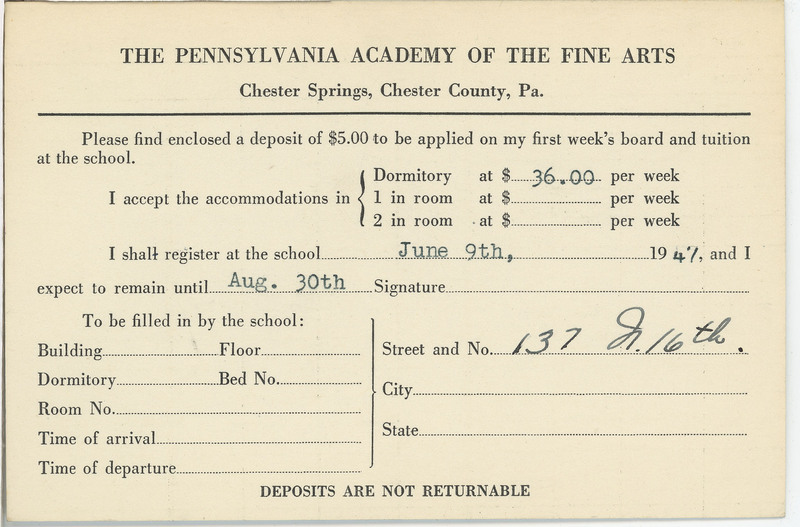 THE PENNSYLVANIA ACADEMY OF THE FINE ARTS
Chester Springs, Chester County, Pa.
Please find enclosed a deposit of $5.00 to be applied on my first week's board and tuition
at the school.
I accept the accommodations in { Dormitory at $ 36.00 per week
1 in room at $ per week
2 in room at $ per week
I shall register at the school June 9th, 1947, and I
expect to remain until Aug. 30th Signature
To be filled in by the school:
Building Floor
Dormitory Bed No.
Room No.
Time of arrival
Time of departure
Street and No. 137 N. 16th.
City
State
DEPOSITS ARE NOT RETURNABLE